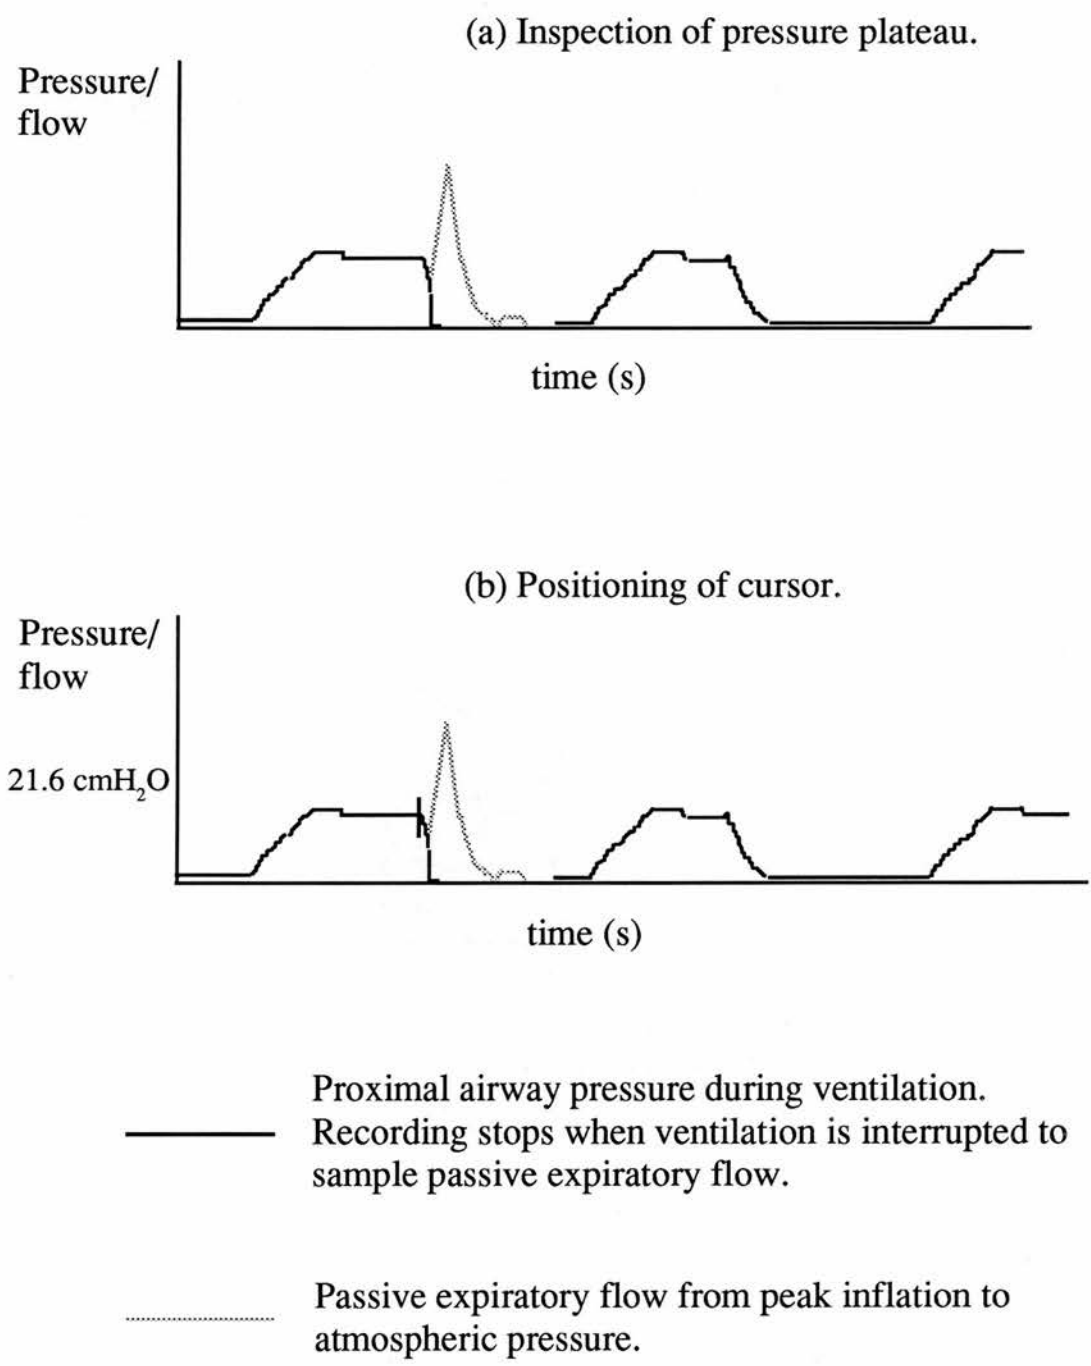 (a) Inspection of pressure plateau.
Pressure/
flow
time (s)
(b) Positioning of cursor.
Pressure/
flow
21.6 cmH₂O
time (s)
Proximal airway pressure during ventilation.
Recording stops when ventilation is interrupted to
sample passive expiratory flow.
Passive expiratory flow from peak inflation to
atmospheric pressure.